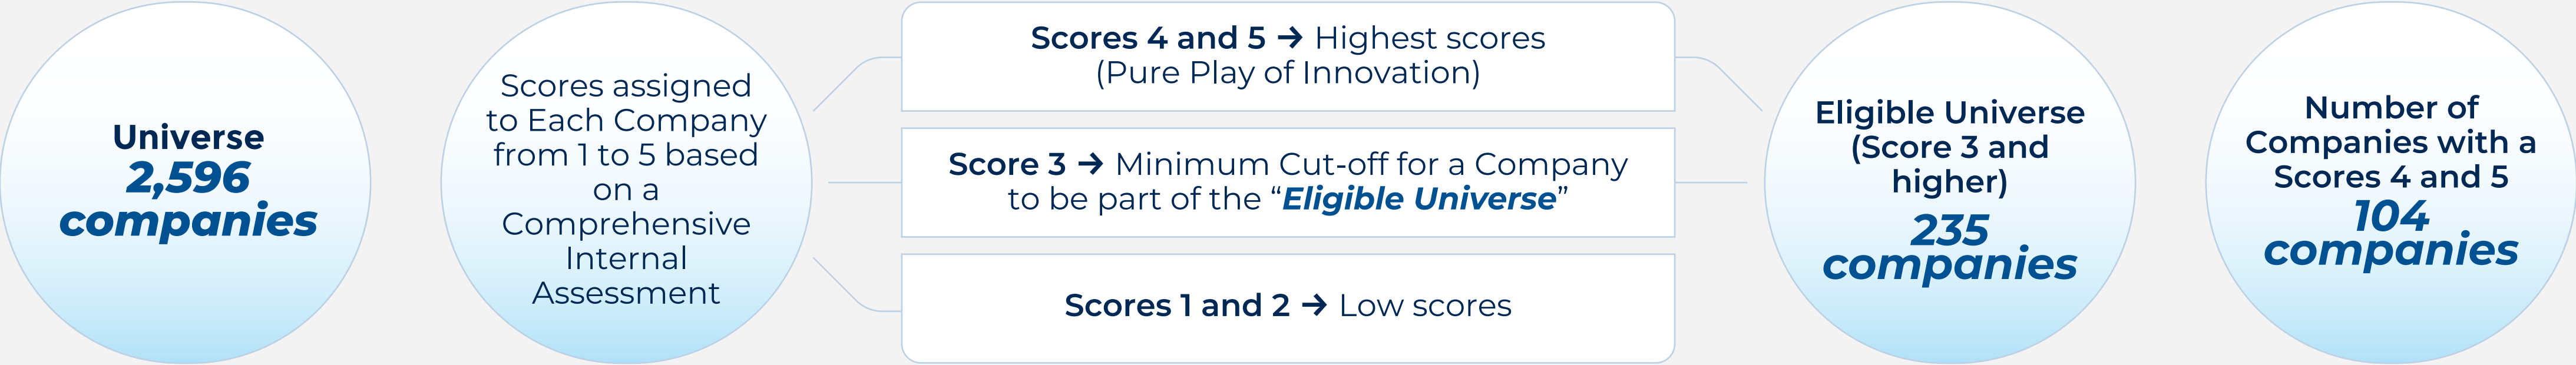 Universe
2,596
companies
Scores assigned
to Each Company
from 1 to 5 based
on a
Comprehensive
Internal
Assessment
Scores 4 and 5 → Highest scores
(Pure Play of Innovation)
Score 3 → Minimum Cut-off for a Company
to be part of the “Eligible Universe”
Scores 1 and 2 → Low scores
Eligible Universe
(Score 3 and
higher)
235
companies
Number of
Companies with a
Scores 4 and 5
104
companies